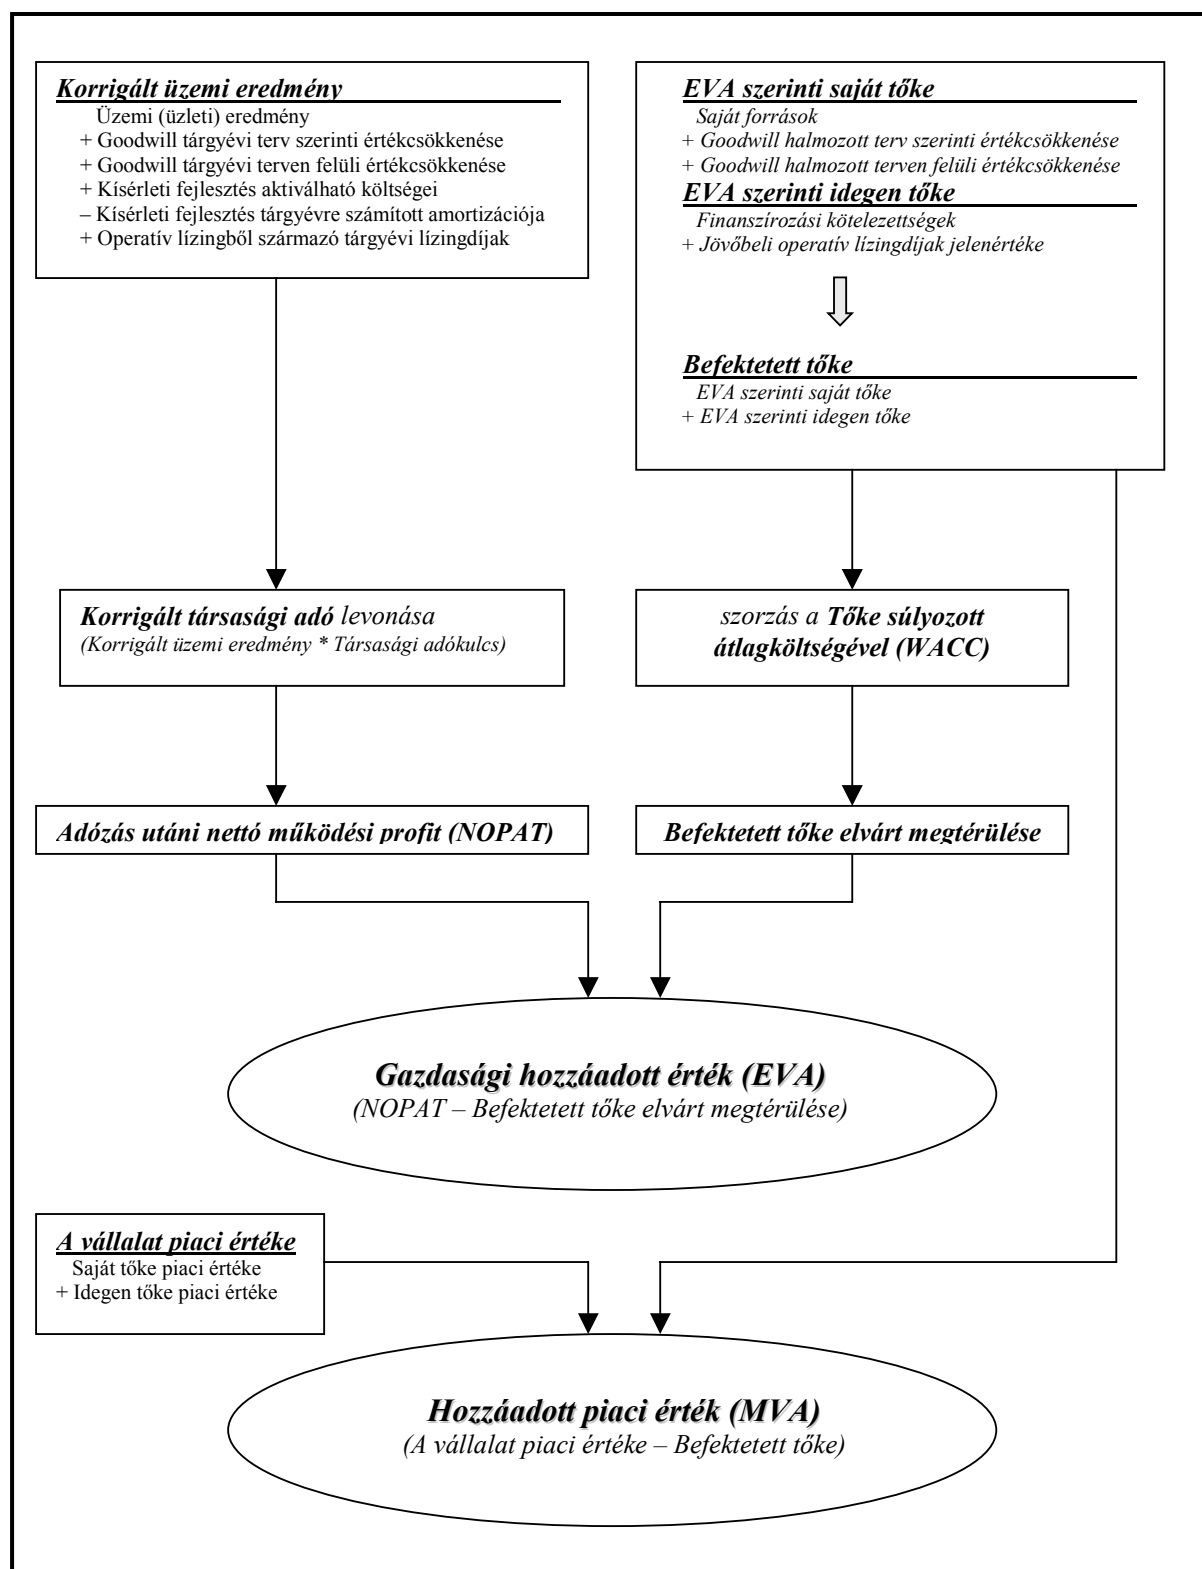 Korrigált üzemi eredmény
Üzemi (üzleti) eredmény
+ Goodwill tárgyévi terv szerinti értékcsökkenése
+ Goodwill tárgyévi terven felüli értékcsökkenése
+ Kísérleti fejlesztés aktiválható költségei
– Kísérleti fejlesztés tárgyévre számított amortizációja
+ Operatív lízingből származó tárgyévi lízingdíjak
EVA szerinti saját tőke
Saját források
+ Goodwill halmozott terv szerinti értékcsökkenése
+ Goodwill halmozott terven felüli értékcsökkenése
EVA szerinti idegen tőke
Finanszírozási kötelezettségek
+ Jövőbeli operatív lízingdíjak jelenértéke
Befektetett tőke
EVA szerinti saját tőke
+ EVA szerinti idegen tőke
Korrigált társasági adó levonása
(Korrigált üzemi eredmény * Társasági adókulcs)
szorzás a Tőke súlyozott
átlagköltségével (WACC)
Adózás utáni nettó működési profit (NOPAT)
Befektetett tőke elvárt megtérülése
Gazdasági hozzáadott érték (EVA)
(NOPAT – Befektetett tőke elvárt megtérülése)
A vállalat piaci értéke
Saját tőke piaci értéke
+ Idegen tőke piaci értéke
Hozzáadott piaci érték (MVA)
(A vállalat piaci értéke – Befektetett tőke)